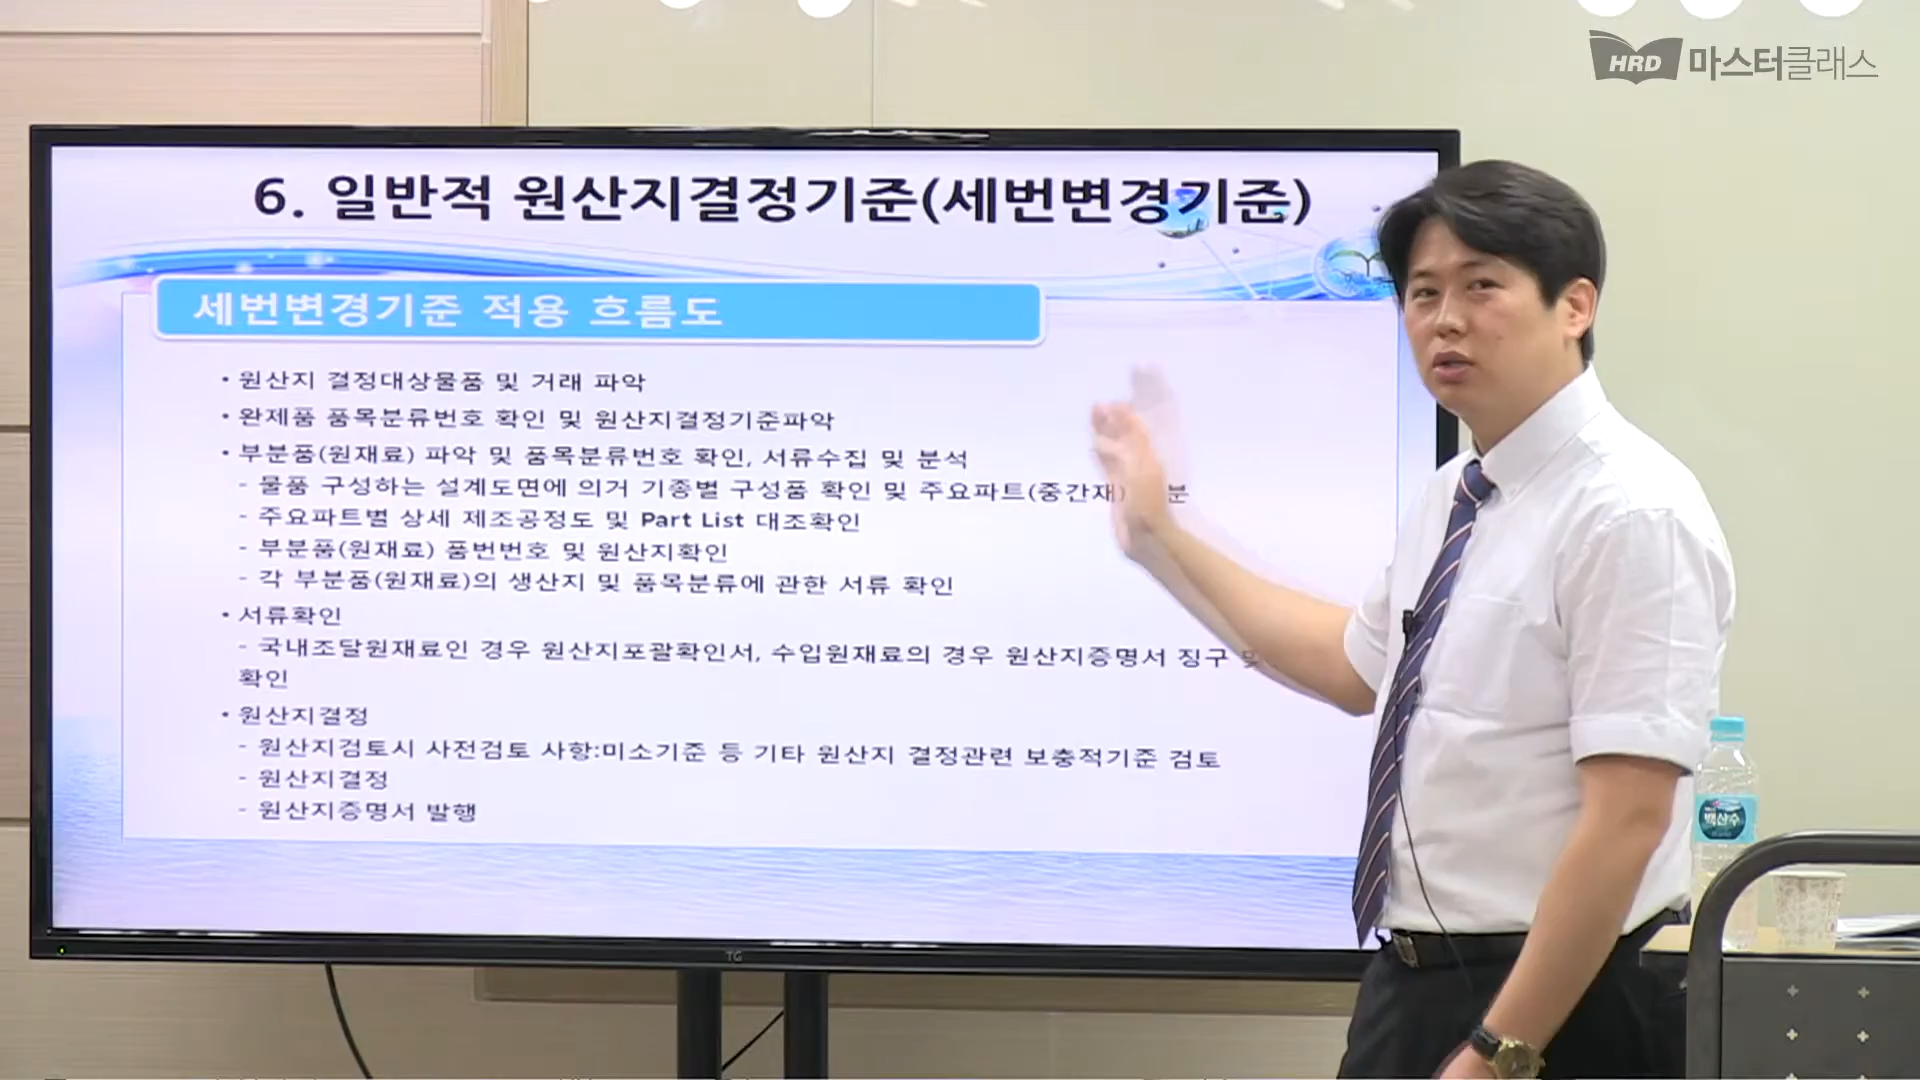 HRD 마스터클래스
6. 일반적 원산지결정기준(세번변경기준)
세번변경기준 적용 흐름도
• 원산지 결정대상물품 및 거래 파악
• 완제품 품목분류번호 확인 및 원산지결정기준파악
• 부분품(원재료) 파악 및 품목분류번호 확인, 서류수집 및 분석
- 물품 구성하는 설계도면에 의거 기종별 구성품 확인 및 주요파트(중간재) 분
- 주요파트별 상세 제조공정도 및 Part List 대조확인
- 부분품(원재료) 품번번호 및 원산지확인
- 각 부분품(원재료)의 생산지 및 품목분류에 관한 서류 확인
• 서류확인
- 국내조달원재료인 경우 원산지포괄확인서, 수입원재료의 경우 원산지증명서 징구 및
확인
• 원산지결정
- 원산지검토시 사전검토 사항:미소기준 등 기타 원산지 결정관련 보충적기준 검토
- 원산지결정
- 원산지증명서 발행
백산수
TG